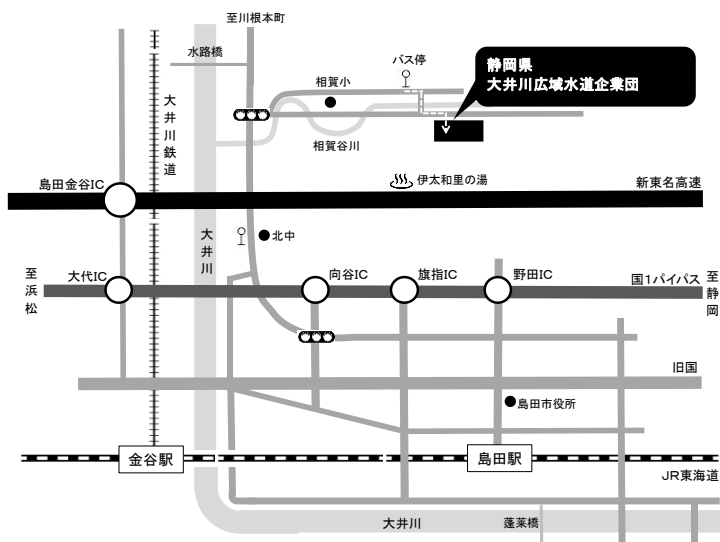 至川根本町
水路橋
バス停
静岡県
大井川広域水道企業団
相賀小
大井川鉄道
相賀谷川
島田金谷IC
伊太和里の湯
新東名高速
大井川
北中
至浜松
大代IC
向谷IC
旗指IC
野田IC
国1バイパス
至静岡
旧国
島田市役所
金谷駅
島田駅
JR東海道
大井川
蓬莱橋